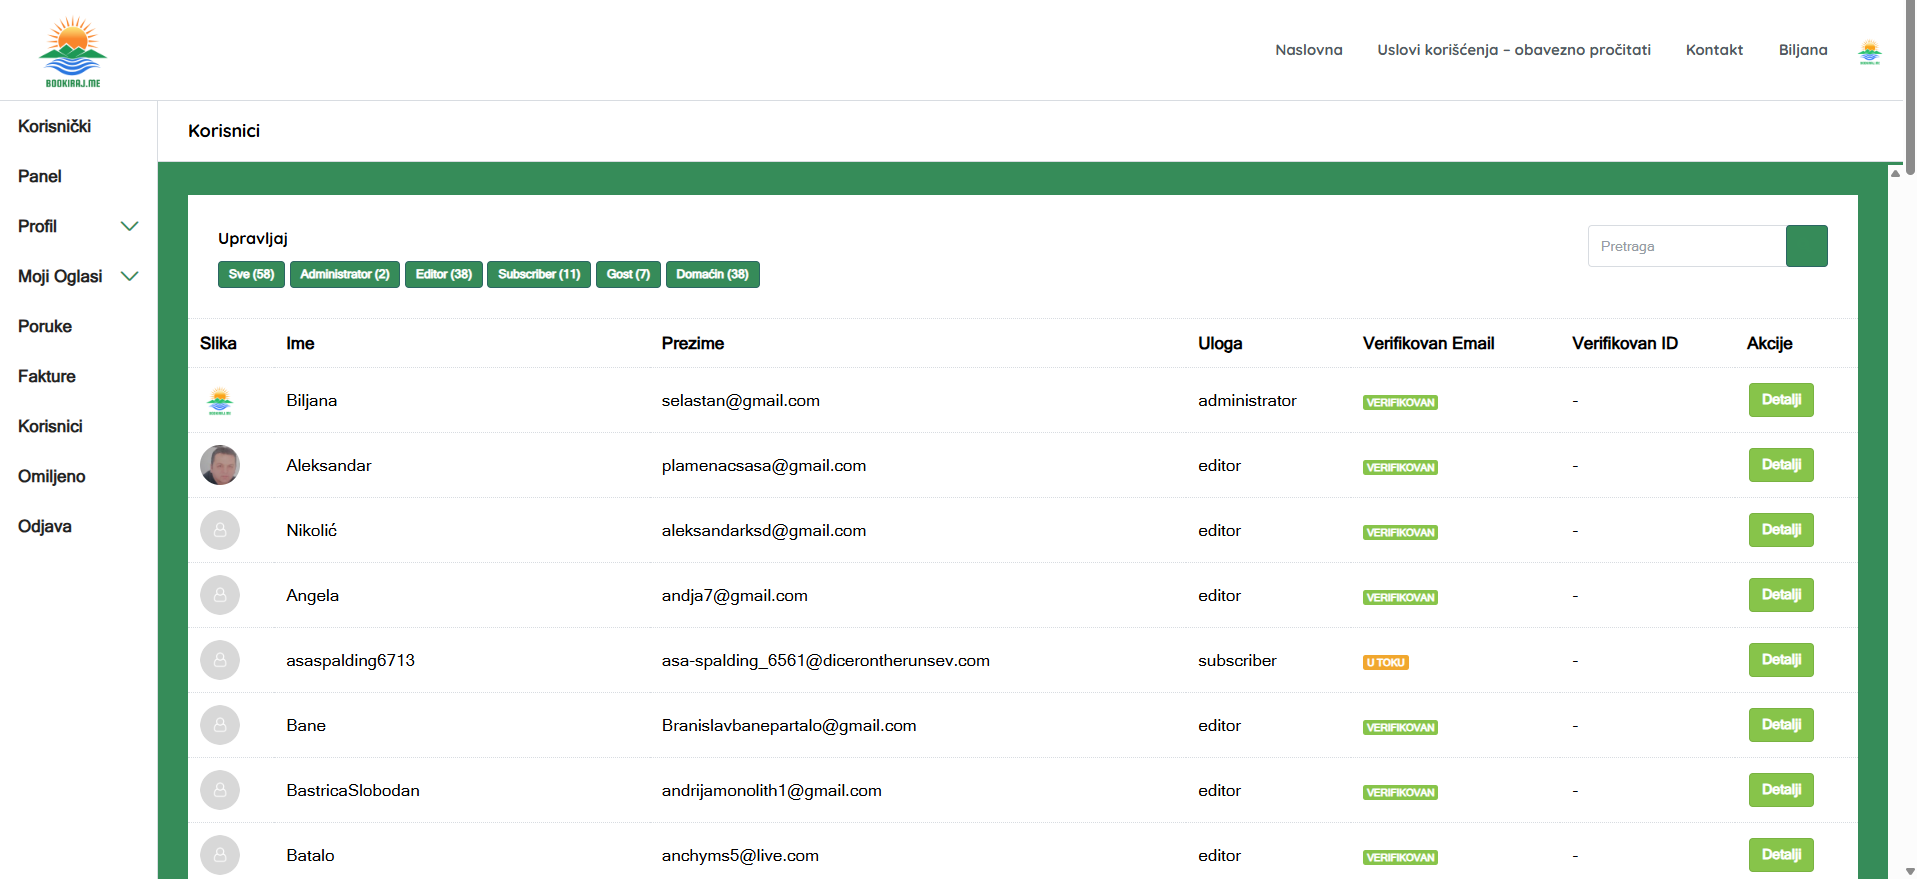 BOOKIRAJ.ME
Naslovna Uslovi korišćenja – obavezno pročitati Kontakt Biljana
Korisnički
Panel
Profil
Moji Oglasi
Poruke
Fakture
Korisnici
Omiljeno
Odjava
Korisnici
Upravljaj
Pretraga
Sve (58) Administrator (2) Editor (38) Subscriber (11) Gost (7) Domaćin (38)
Slika Ime Prezime Uloga Verifikovan Email Verifikovan ID Akcije
Biljana selastan@gmail.com administrator VERIFIKOVAN - Detalji
Aleksandar plamenacsasa@gmail.com editor VERIFIKOVAN - Detalji
Nikolić aleksandarksd@gmail.com editor VERIFIKOVAN - Detalji
Angela andja7@gmail.com editor VERIFIKOVAN - Detalji
asaspalding6713 asa-spalding_6561@dicerontherunsev.com subscriber U TOKU - Detalji
Bane Branislavbanepartalo@gmail.com editor VERIFIKOVAN - Detalji
BastricaSlobodan andrijamonolith1@gmail.com editor VERIFIKOVAN - Detalji
Batalo anchyms5@live.com editor VERIFIKOVAN - Detalji